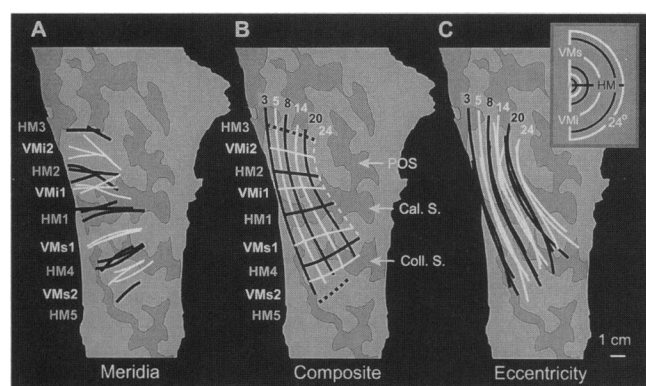 A
B
C
VMs
HM
VMi
24°
3 5 8 14 20 24
3 5 8 14 20 24
HM3
VMi2
HM2
VMi1
HM1
VMs1
HM4
VMs2
HM5
HM3
VMi2
HM2
VMi1
HM1
VMs1
HM4
VMs2
HM5
POS
Cal. S.
Coll. S.
1 cm
Meridia
Composite
Eccentricity